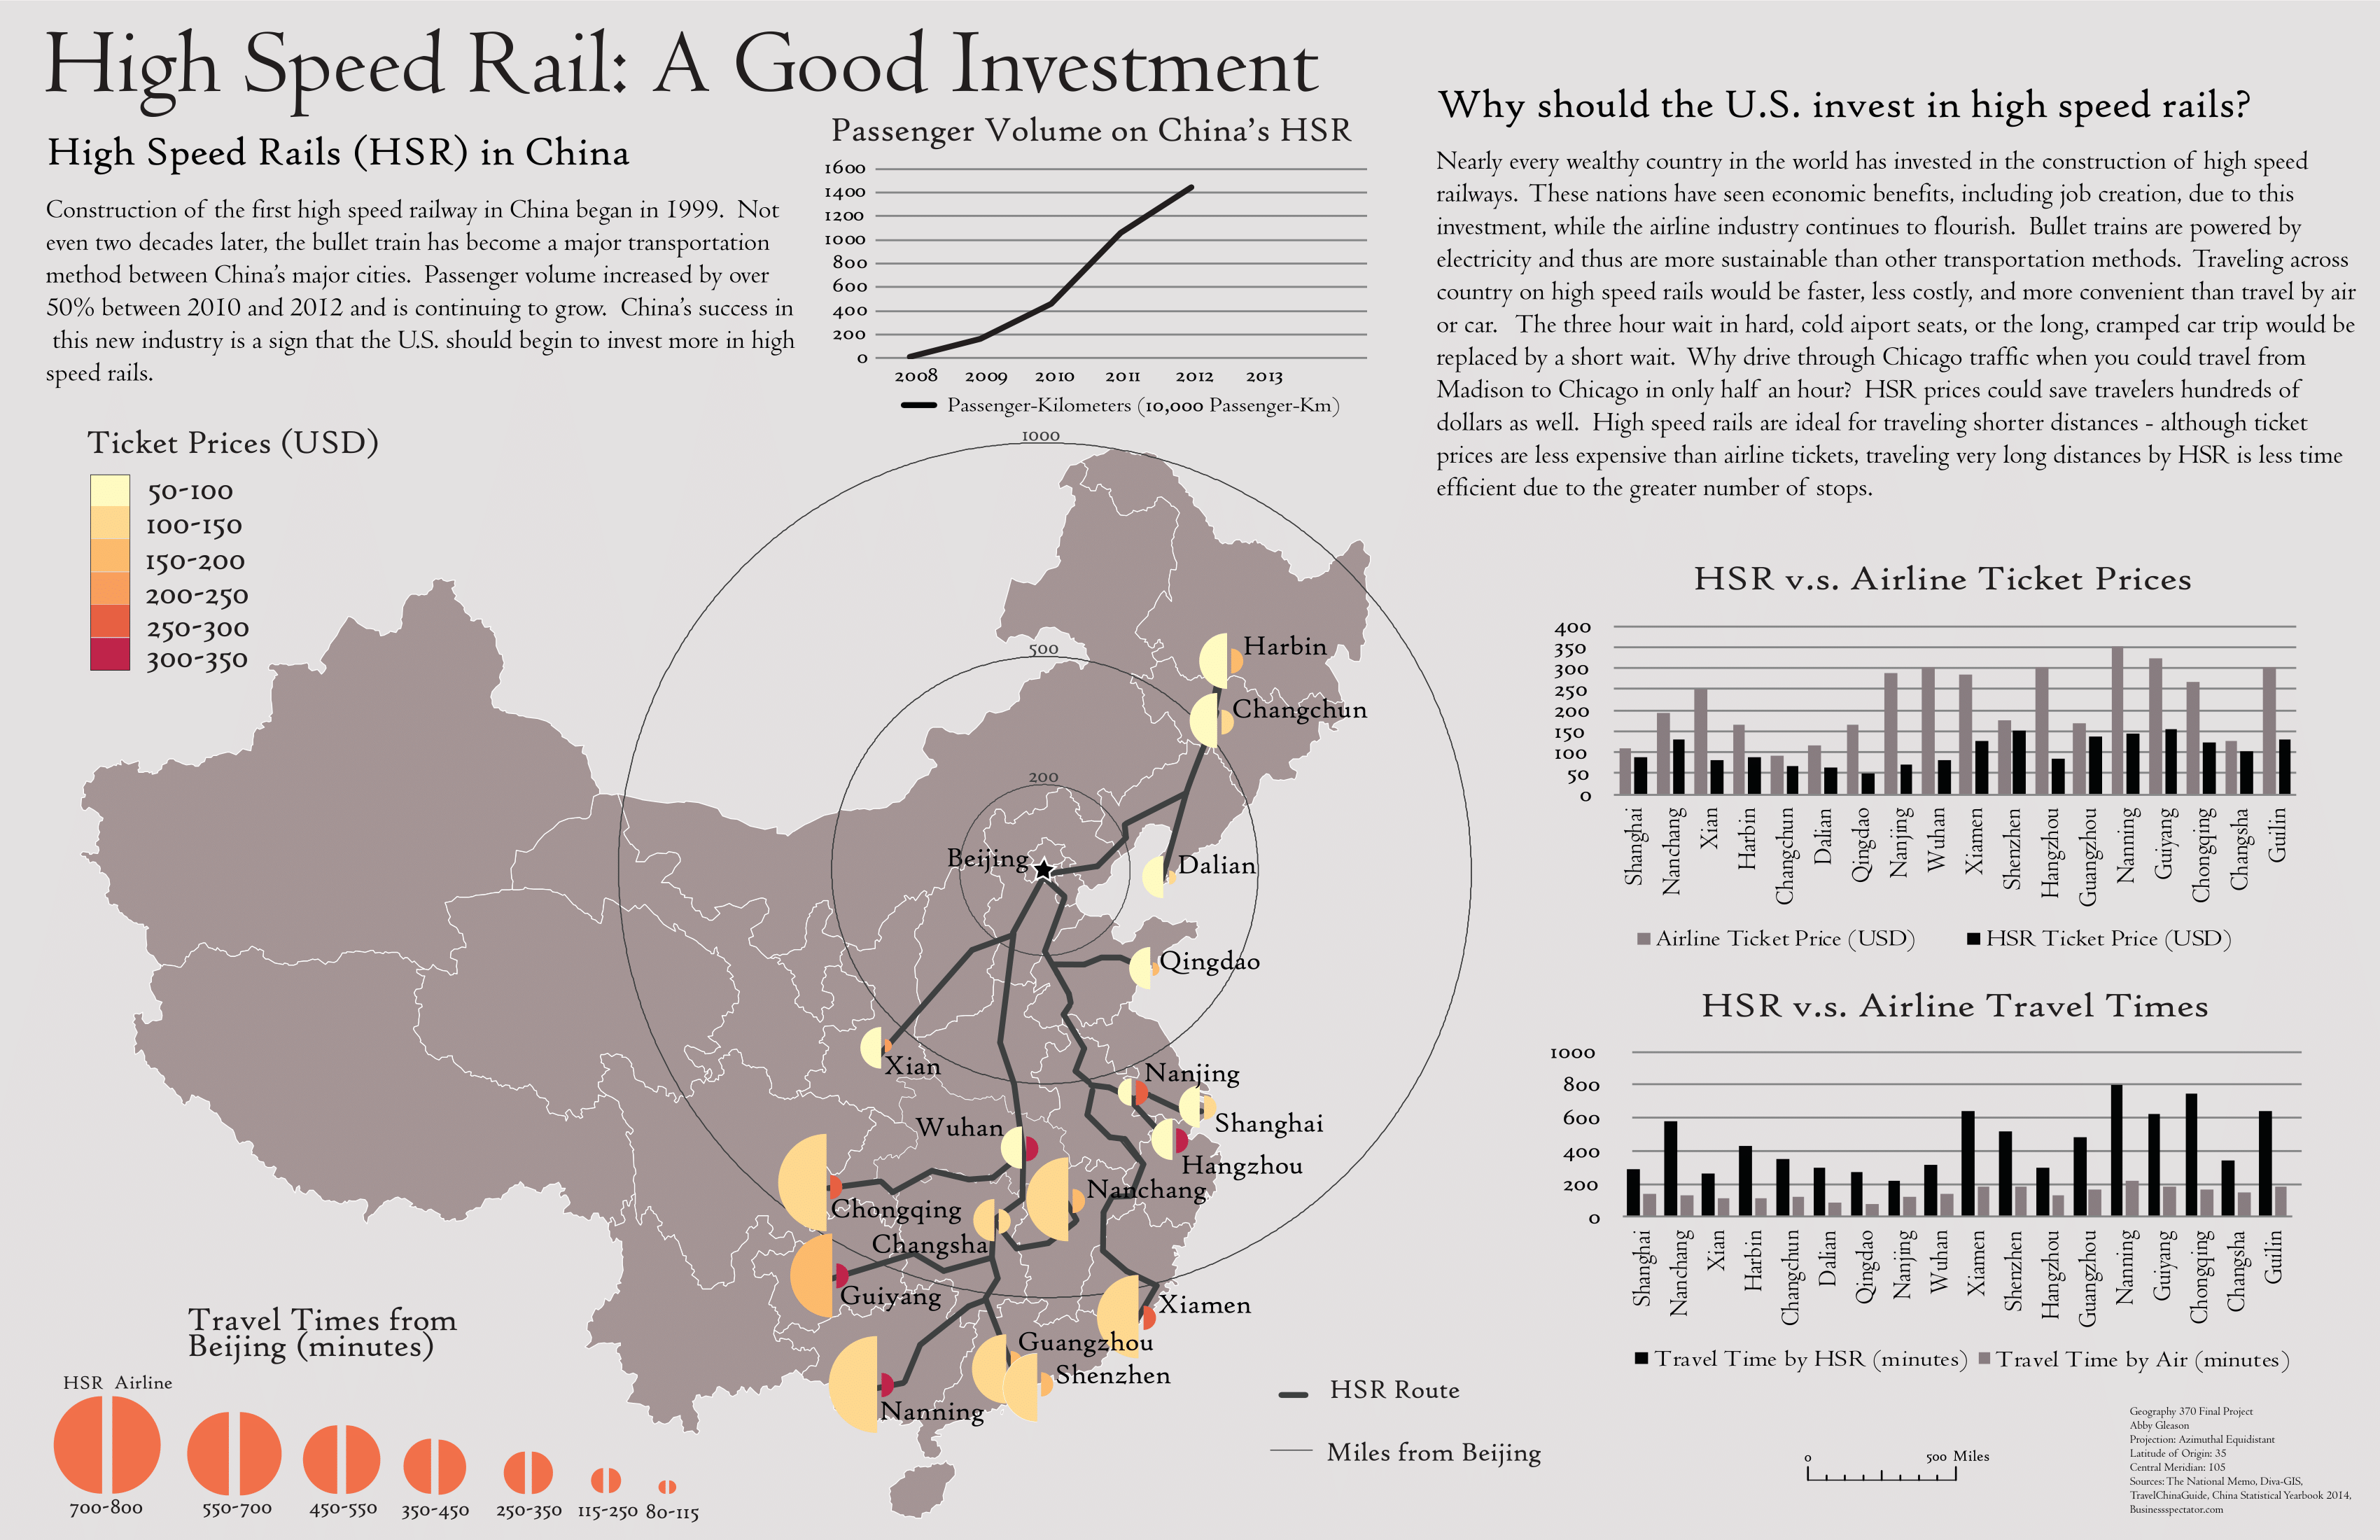 High Speed Rail: A Good Investment
High Speed Rails (HSR) in China
Construction of the first high speed railway in China began in 1999. Not
even two decades later, the bullet train has become a major transportation
method between China's major cities. Passenger volume increased by over
50% between 2010 and 2012 and is continuing to grow. China's success in
this new industry is a sign that the U.S. should begin to invest more in high
speed rails.
Passenger Volume on China's HSR
1600
1400
1200
1000
800
600
400
200
0
2008 2009 2010 2011 2012 2013
Passenger-Kilometers (10,000 Passenger-Km)
Why should the U.S. invest in high speed rails?
Nearly every wealthy country in the world has invested in the construction of high speed
railways. These nations have seen economic benefits, including job creation, due to this
investment, while the airline industry continues to flourish. Bullet trains are powered by
electricity and thus are more sustainable than other transportation methods. Traveling across
country on high speed rails would be faster, less costly, and more convenient than travel by air
or car. The three hour wait in hard, cold aiport seats, or the long, cramped car trip would be
replaced by a short wait. Why drive through Chicago traffic when you could travel from
Madison to Chicago in only half an hour? HSR prices could save travelers hundreds of
dollars as well. High speed rails are ideal for traveling shorter distances - although ticket
prices are less expensive than airline tickets, traveling very long distances by HSR is less time
efficient due to the greater number of stops.
Ticket Prices (USD)
50-100
100-150
150-200
200-250
250-300
300-350
1000
500
200
Harbin
Changchun
Beijing
Dalian
Qingdao
Xian
Nanjing
Shanghai
Wuhan
Hangzhou
Nanchang
Chongqing
Changsha
Guiyang
Xiamen
Guangzhou
Shenzhen
Nanning
Travel Times from
Beijing (minutes)
HSR Airline
700-800
550-700
450-550
350-450
250-350
115-250
80-115
HSR Route
Miles from Beijing
HSR v.s. Airline Ticket Prices
400
350
300
250
200
150
100
50
0
Shanghai
Nanchang
Xian
Harbin
Changchun
Dalian
Qingdao
Nanjing
Wuhan
Xiamen
Shenzhen
Hangzhou
Guangzhou
Nanning
Guiyang
Chongqing
Changsha
Guilin
Airline Ticket Price (USD) HSR Ticket Price (USD)
HSR v.s. Airline Travel Times
1000
800
600
400
200
0
Shanghai
Nanchang
Xian
Harbin
Changchun
Dalian
Qingdao
Nanjing
Wuhan
Xiamen
Shenzhen
Hangzhou
Guangzhou
Nanning
Guiyang
Chongqing
Changsha
Guilin
Travel Time by HSR (minutes) Travel Time by Air (minutes)
0 500 Miles
Geography 370 Final Project
Abby Gleason
Projection: Azimuthal Equidistant
Latitude of Origin: 35
Central Meridian: 105
Sources: The National Memo, Diva-GIS,
TravelChinaGuide, China Statistical Yearbook 2014,
Businessspectator.com